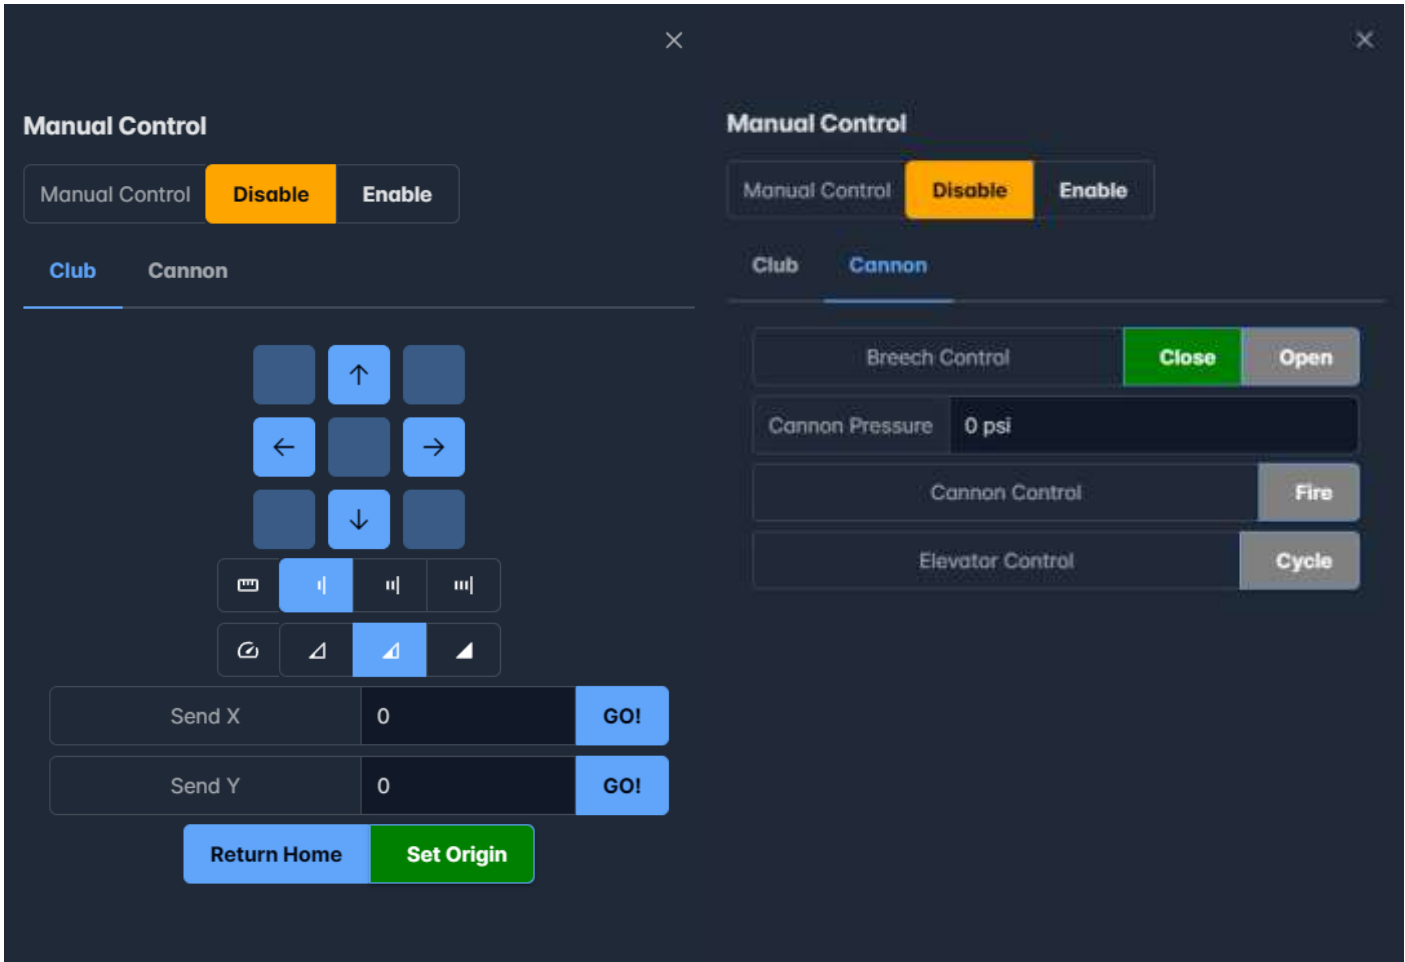 Manual Control
Manual Control Disable Enable
Club Cannon
Send X 0 GO!
Send Y 0 GO!
Return Home Set Origin
Manual Control
Manual Control Disable Enable
Club Cannon
Breech Control Close Open
Cannon Pressure 0 psi
Cannon Control Fire
Elevator Control Cycle